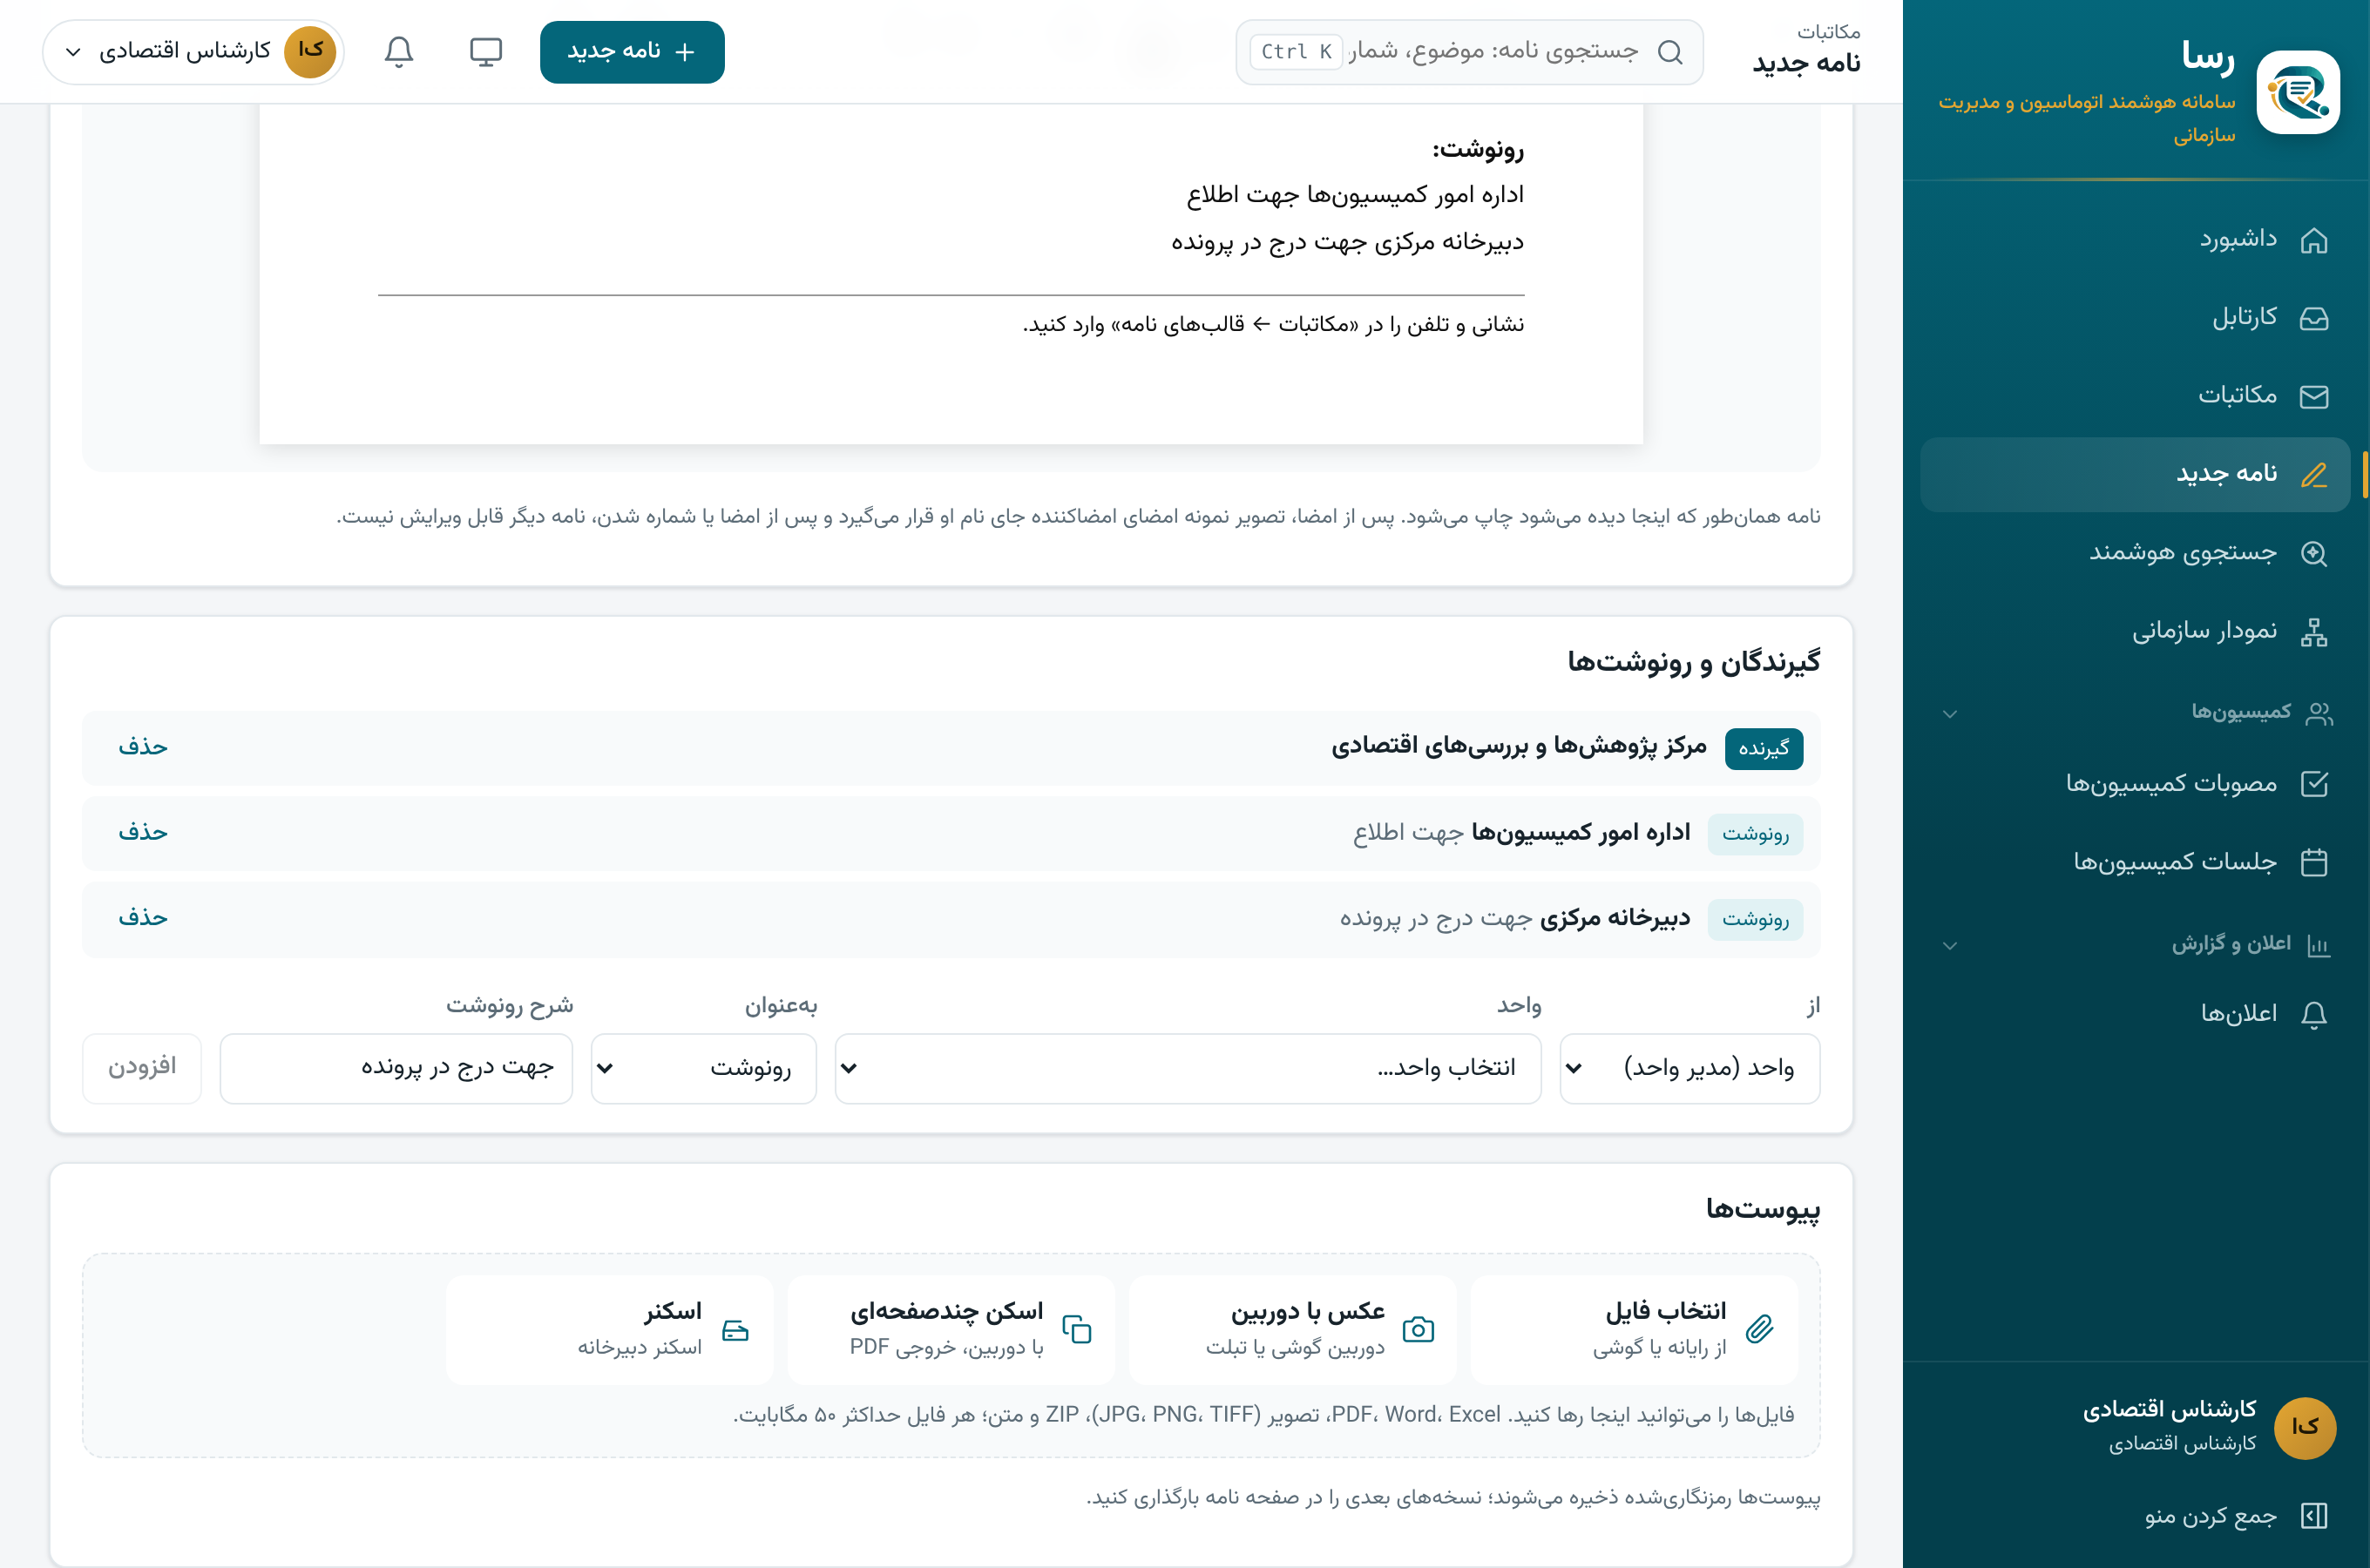 رسا
سامانه هوشمند اتوماسیون و مدیریت
سازمانی
داشبورد
کارتابل
مکاتبات
نامه جدید
جستجوی هوشمند
نمودار سازمانی
کمیسیون‌ها
مصوبات کمیسیون‌ها
جلسات کمیسیون‌ها
اعلان و گزارش
اعلان‌ها
ک‌ا
کارشناس اقتصادی
کارشناس اقتصادی
جمع کردن منو
مکاتبات
نامه جدید
جستجوی نامه: موضوع، شمار Ctrl K
نامه جدید
ک‌ا کارشناس اقتصادی
رونوشت:
اداره امور کمیسیون‌ها جهت اطلاع
دبیرخانه مرکزی جهت درج در پرونده
نشانی و تلفن را در «مکاتبات ← قالب‌های نامه» وارد کنید.
نامه همان‌طور که اینجا دیده می‌شود چاپ می‌شود. پس از امضا، تصویر نمونه امضای امضاکننده جای نام او قرار می‌گیرد و پس از امضا یا شماره شدن، نامه دیگر قابل ویرایش نیست.
گیرندگان و رونوشت‌ها
گیرنده مرکز پژوهش‌ها و بررسی‌های اقتصادی حذف
رونوشت اداره امور کمیسیون‌ها جهت اطلاع حذف
رونوشت دبیرخانه مرکزی جهت درج در پرونده حذف
از واحد به‌عنوان شرح رونوشت
واحد (مدیر واحد) انتخاب واحد... رونوشت جهت درج در پرونده افزودن
پیوست‌ها
انتخاب فایل
از رایانه یا گوشی
عکس با دوربین
دوربین گوشی یا تبلت
اسکن چندصفحه‌ای
با دوربین، خروجی PDF
اسکنر
اسکنر دبیرخانه
فایل‌ها را می‌توانید اینجا رها کنید. PDF، Word، Excel، تصویر (JPG، PNG، TIFF)، ZIP و متن؛ هر فایل حداکثر ۵۰ مگابایت.
پیوست‌ها رمزنگاری‌شده ذخیره می‌شوند؛ نسخه‌های بعدی را در صفحه نامه بارگذاری کنید.